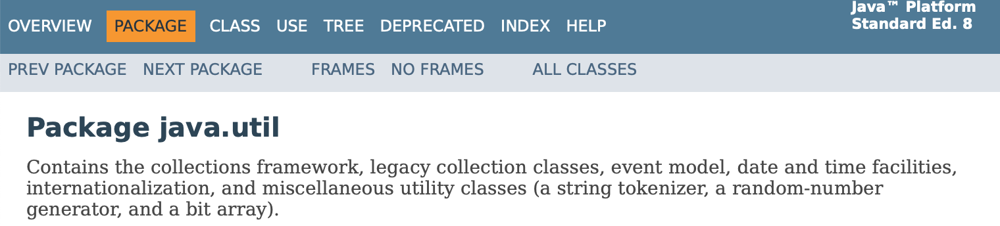 OVERVIEW PACKAGE CLASS USE TREE DEPRECATED INDEX HELP
Java™ Platform
Standard Ed. 8
PREV PACKAGE NEXT PACKAGE FRAMES NO FRAMES ALL CLASSES
Package java.util
Contains the collections framework, legacy collection classes, event model, date and time facilities,
internationalization, and miscellaneous utility classes (a string tokenizer, a random-number
generator, and a bit array).